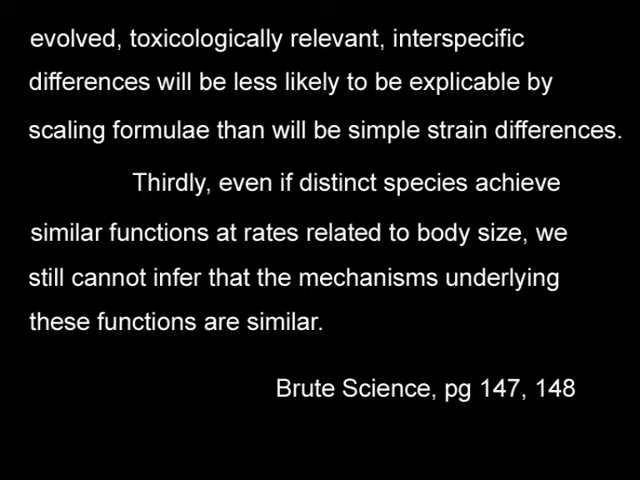 evolved, toxicologically relevant, interspecific
differences will be less likely to be explicable by
scaling formulae than will be simple strain differences.
Thirdly, even if distinct species achieve
similar functions at rates related to body size, we
still cannot infer that the mechanisms underlying
these functions are similar.
Brute Science, pg 147, 148